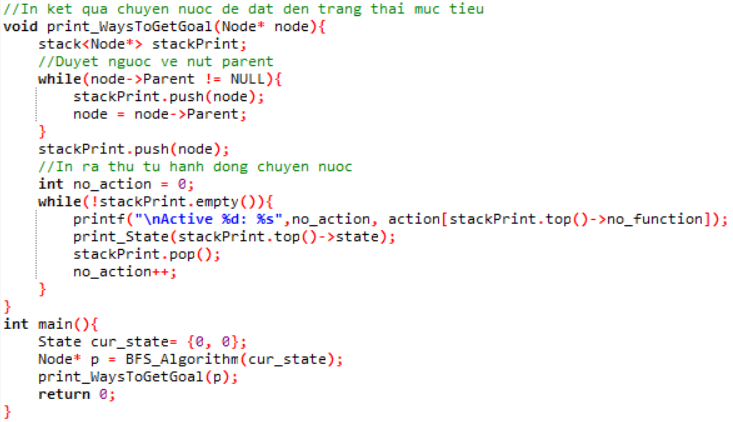 //In ket qua chuyen nuoc de dat den trang thai muc tieu
void print_WaysToGetGoal(Node* node){
    stack<Node*> stackPrint;
    //Duyet nguoc ve nut parent
    while(node->Parent != NULL){
        stackPrint.push(node);
        node = node->Parent;
    }
    stackPrint.push(node);
    //In ra thu tu hanh dong chuyen nuoc
    int no_action = 0;
    while(!stackPrint.empty()){
        printf("\nActive %d: %s",no_action, action[stackPrint.top()->no_function]);
        print_State(stackPrint.top()->state);
        stackPrint.pop();
        no_action++;
    }
}
int main(){
    State cur_state= {0, 0};
    Node* p = BFS_Algorithm(cur_state);
    print_WaysToGetGoal(p);
    return 0;
}